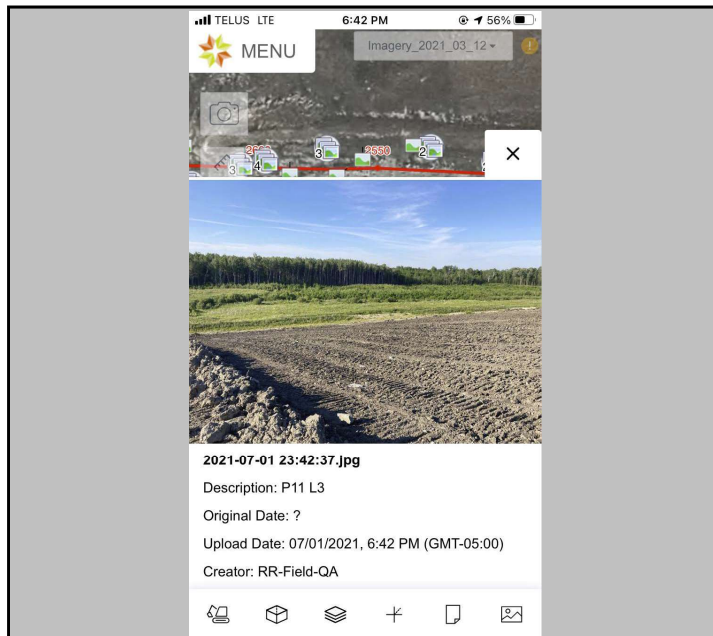 TELUS LTE 6:42 PM 56%
MENU
Imagery_2021_03_12
!
3 2550 2
3 4
2021-07-01 23:42:37.jpg
Description: P11 L3
Original Date: ?
Upload Date: 07/01/2021, 6:42 PM (GMT-05:00)
Creator: RR-Field-QA